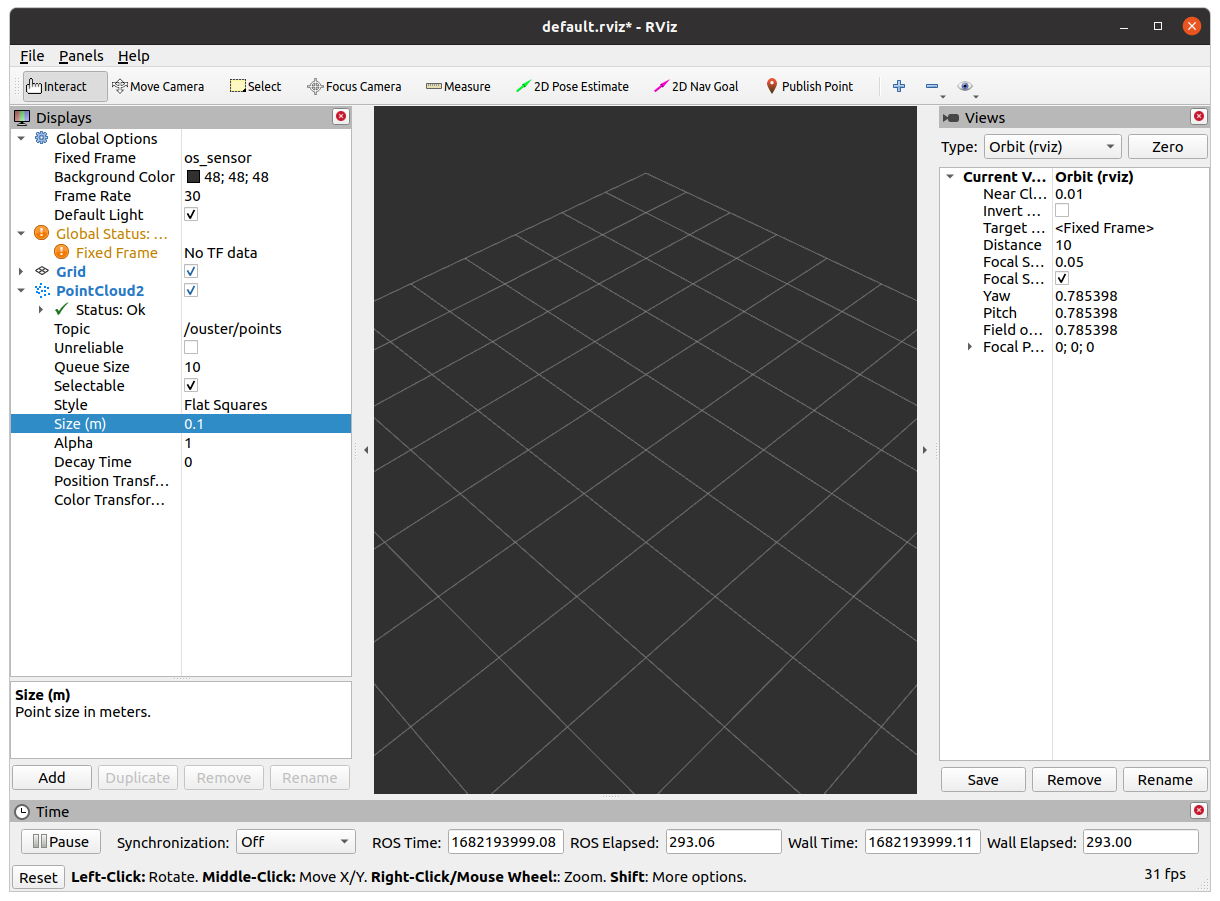 default.rviz* - RViz
File Panels Help
Interact Move Camera Select Focus Camera Measure 2D Pose Estimate 2D Nav Goal Publish Point
Displays
Global Options
Fixed Frame os_sensor
Background Color 48; 48; 48
Frame Rate 30
Default Light
Global Status: ...
Fixed Frame No TF data
Grid
PointCloud2
Status: Ok
Topic /ouster/points
Unreliable
Queue Size 10
Selectable
Style Flat Squares
Size (m) 0.1
Alpha 1
Decay Time 0
Position Transf...
Color Transfor...
Size (m)
Point size in meters.
Add Duplicate Remove Rename
Views
Type: Orbit (rviz) Zero
Current V... Orbit (rviz)
Near Cl... 0.01
Invert ...
Target ... <Fixed Frame>
Distance 10
Focal S... 0.05
Focal S...
Yaw 0.785398
Pitch 0.785398
Field o... 0.785398
Focal P... 0; 0; 0
Save Remove Rename
Time
Pause Synchronization: Off ROS Time: 1682193999.08 ROS Elapsed: 293.06 Wall Time: 1682193999.11 Wall Elapsed: 293.00
Reset Left-Click: Rotate. Middle-Click: Move X/Y. Right-Click/Mouse Wheel:: Zoom. Shift: More options. 31 fps